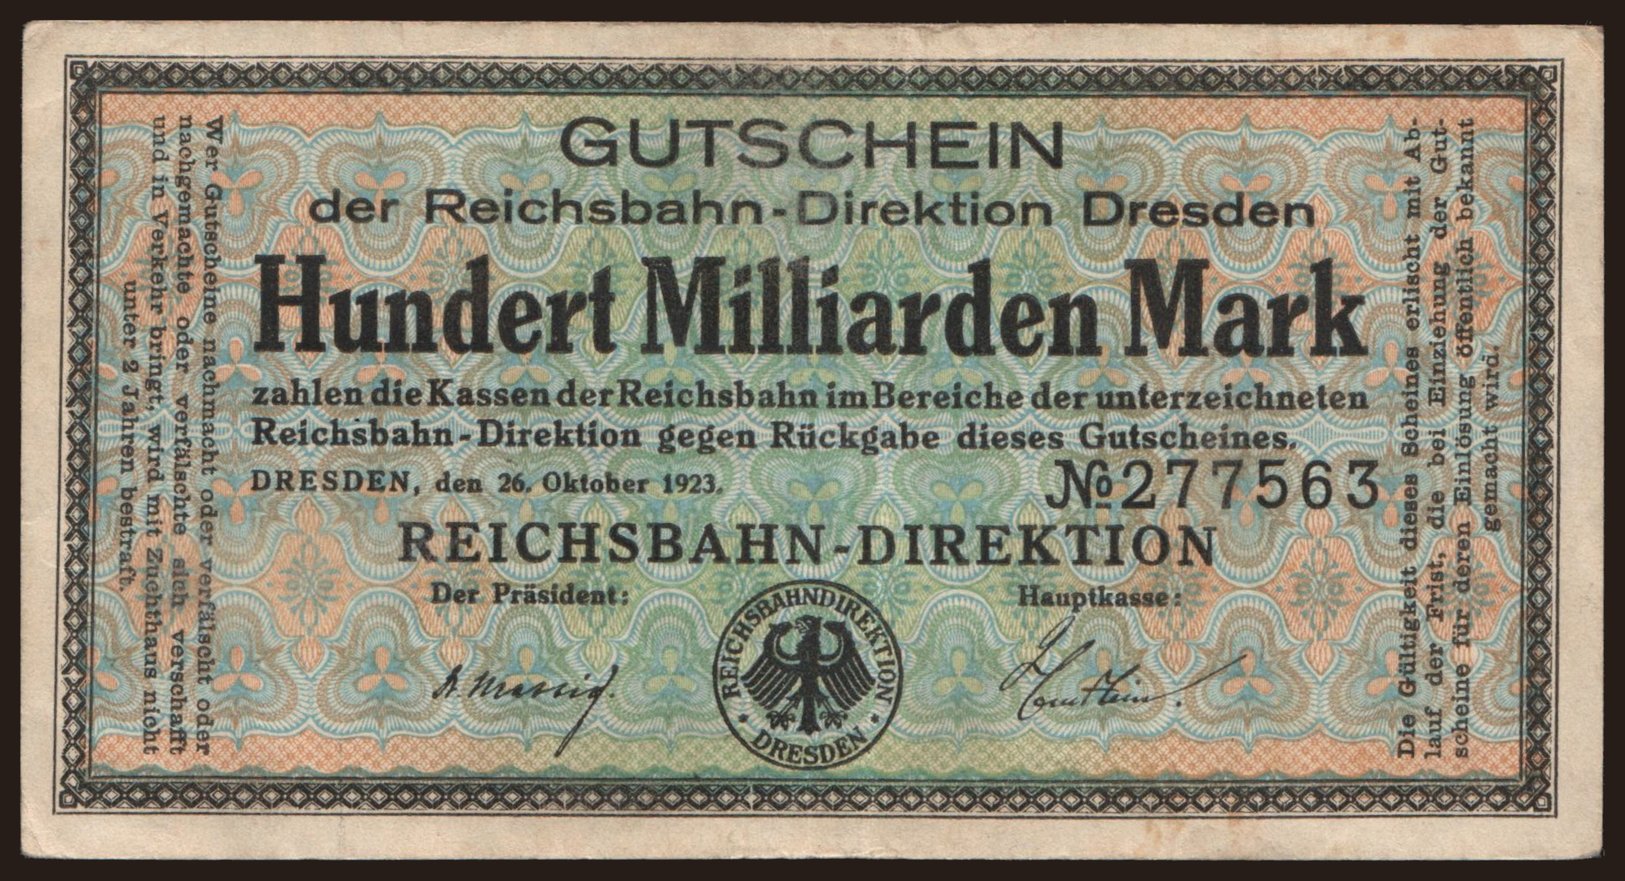 GUTSCHEIN
der Reichsbahn-Direktion Dresden
Hundert Milliarden Mark
zahlen die Kassen der Reichsbahn im Bereiche der unterzeichneten
Reichsbahn-Direktion gegen Rückgabe dieses Gutscheines.
DRESDEN, den 26. Oktober 1923.
№ 277563
REICHSBAHN-DIREKTION
Der Präsident:
Hauptkasse:
REICHSBAHNDIREKTION
DRESDEN
Wer Gutscheine nachmacht oder verfälscht oder
nachgemachte oder verfälschte sich verschafft
und in Verkehr bringt, wird mit Zuchthaus nicht
unter 2 Jahren bestraft.
Die Gültigkeit dieses Scheines erlischt mit Ab-
lauf der Frist, die bei Einziehung der Gut-
scheine für deren Einlösung öffentlich bekannt
gemacht wird.